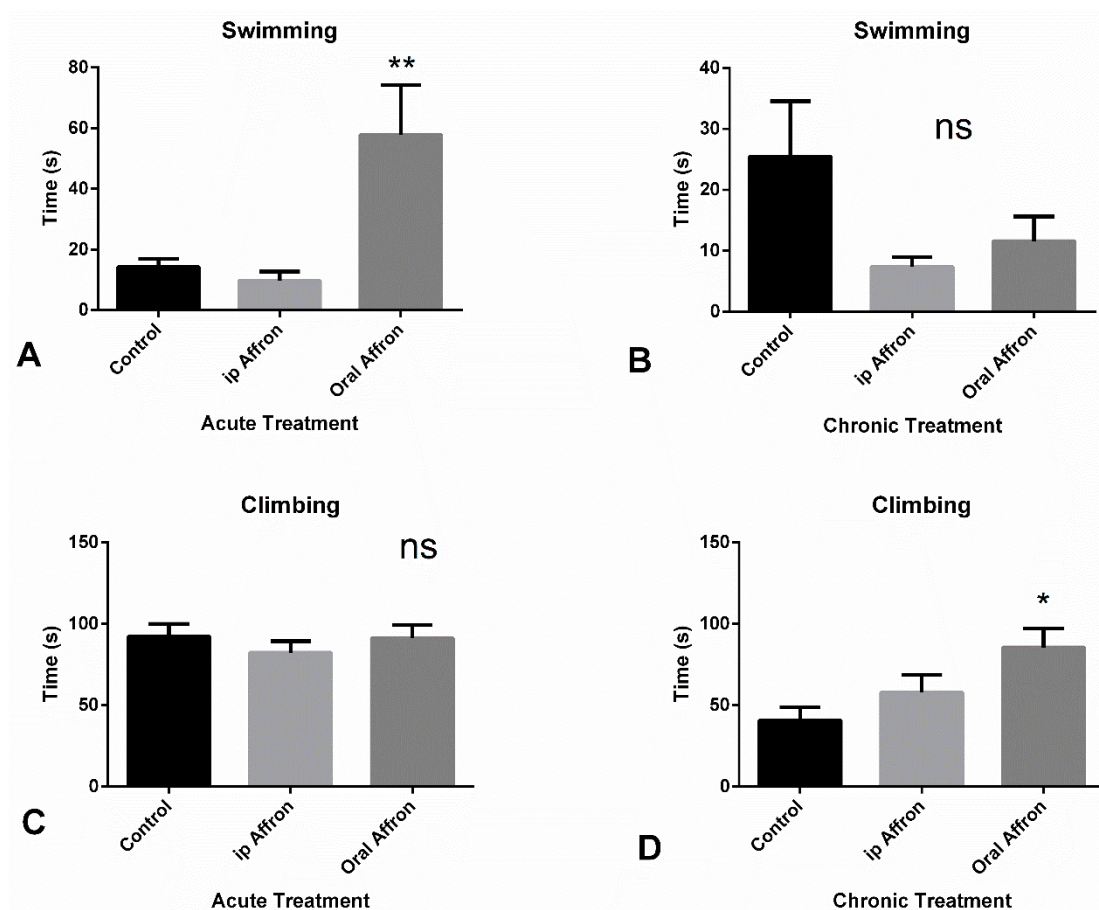 Swimming
**
80
60
40
20
0
Time (s)
Control
ip Affron
Oral Affron
Acute Treatment
A
Swimming
ns
40
30
20
10
0
Time (s)
Control
ip Affron
Oral Affron
Chronic Treatment
B
Climbing
ns
150
100
50
0
Time (s)
Control
ip Affron
Oral Affron
Acute Treatment
C
Climbing
*
150
100
50
0
Time (s)
Control
ip Affron
Oral Affron
Chronic Treatment
D